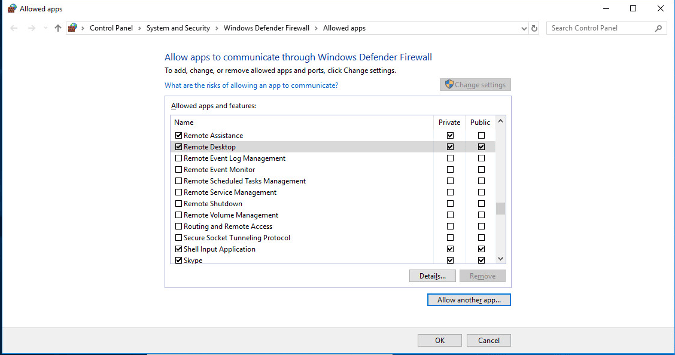 Allowed apps
Control Panel > System and Security > Windows Defender Firewall > Allowed apps
Search Control Panel
Allow apps to communicate through Windows Defender Firewall
To add, change, or remove allowed apps and ports, click Change settings.
What are the risks of allowing an app to communicate?
Change settings
Allowed apps and features:
Name Private Public
Remote Assistance
Remote Desktop
Remote Event Log Management
Remote Event Monitor
Remote Scheduled Tasks Management
Remote Service Management
Remote Shutdown
Remote Volume Management
Routing and Remote Access
Secure Socket Tunneling Protocol
Shell Input Application
Skype
Details... Remove
Allow another app...
OK Cancel